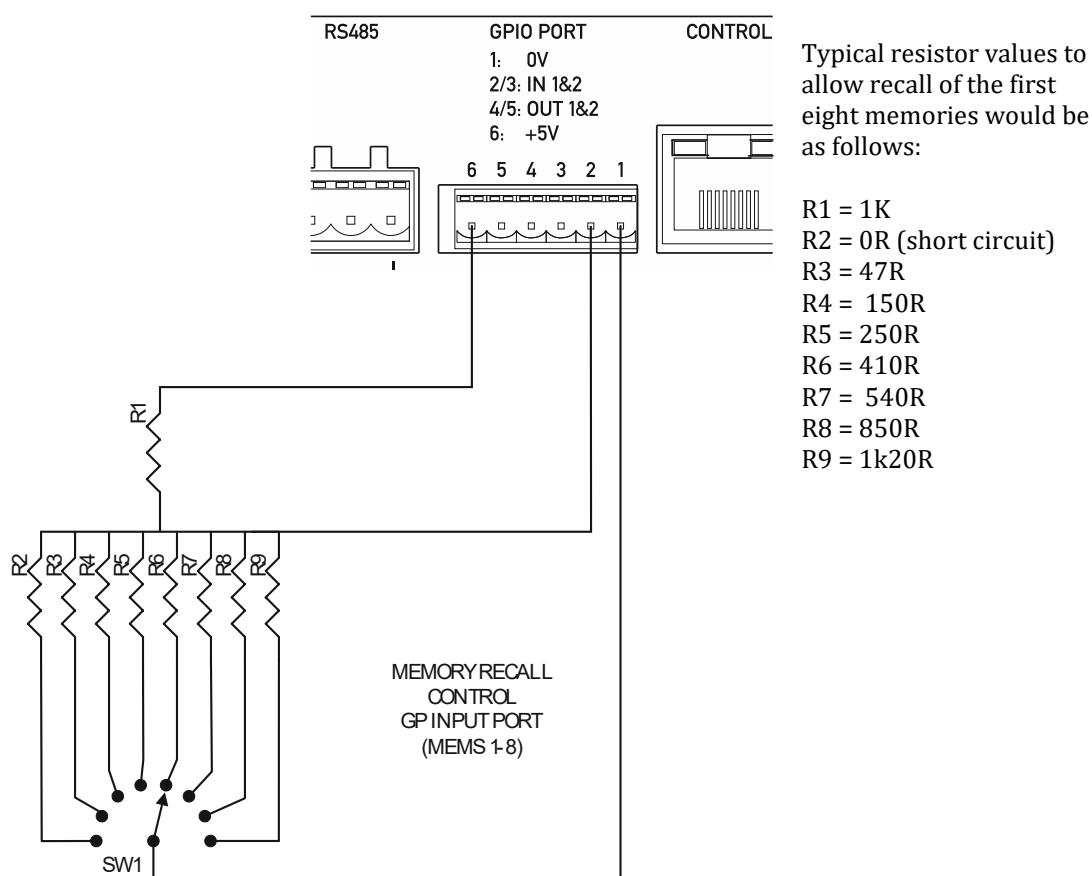 RS485
GPIO PORT
CONTROL
1: 0V
2/3: IN 1&2
4/5: OUT 1&2
6: +5V
6 5 4 3 2 1
Typical resistor values to
allow recall of the first
eight memories would be
as follows:
R1 = 1K
R2 = 0R (short circuit)
R3 = 47R
R4 = 150R
R5 = 250R
R6 = 410R
R7 = 540R
R8 = 850R
R9 = 1k20R
R1
R2 R3 R4 R5 R6 R7 R8 R9
MEMORY RECALL
CONTROL
GP INPUT PORT
(MEMS 1-8)
SW1